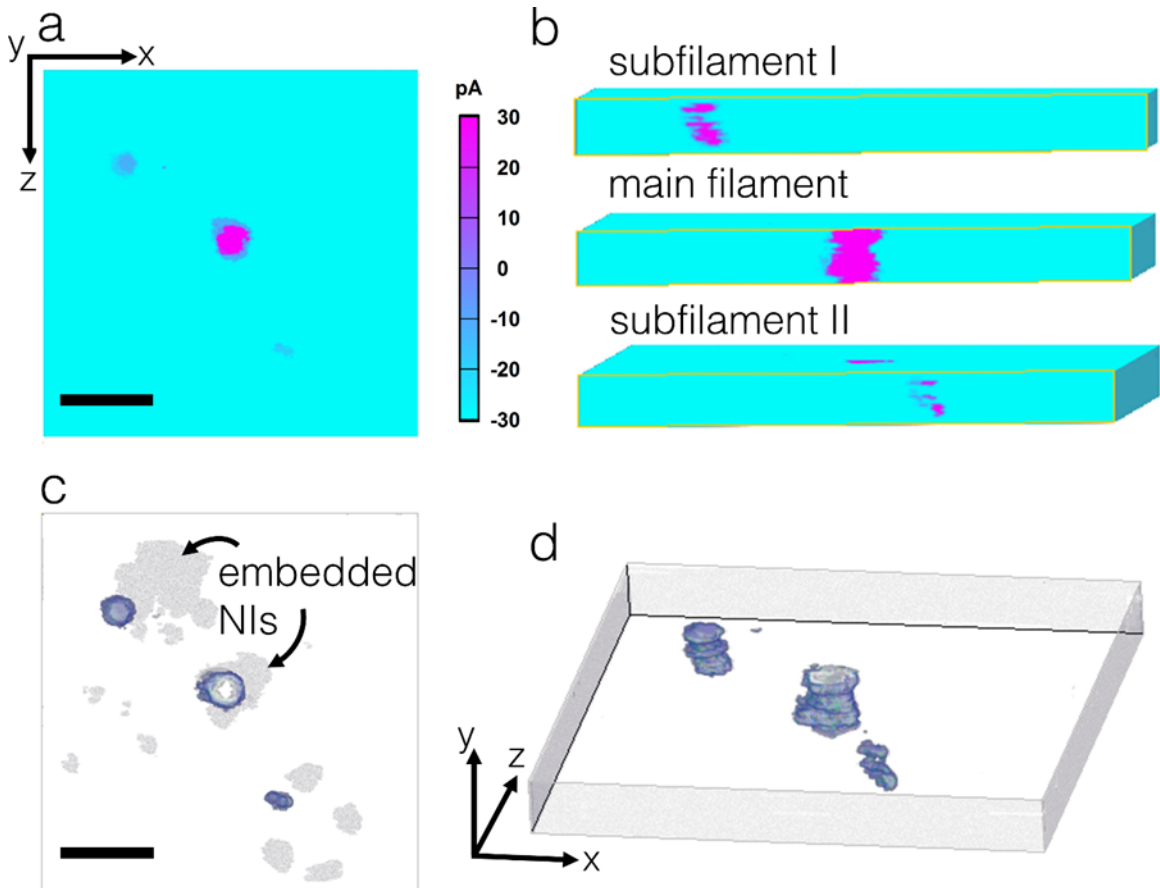 a
y
x
z
pA
30
20
10
0
-10
-20
-30
b
subfilament I
main filament
subfilament II
c
embedded
NIs
d
y
z
x